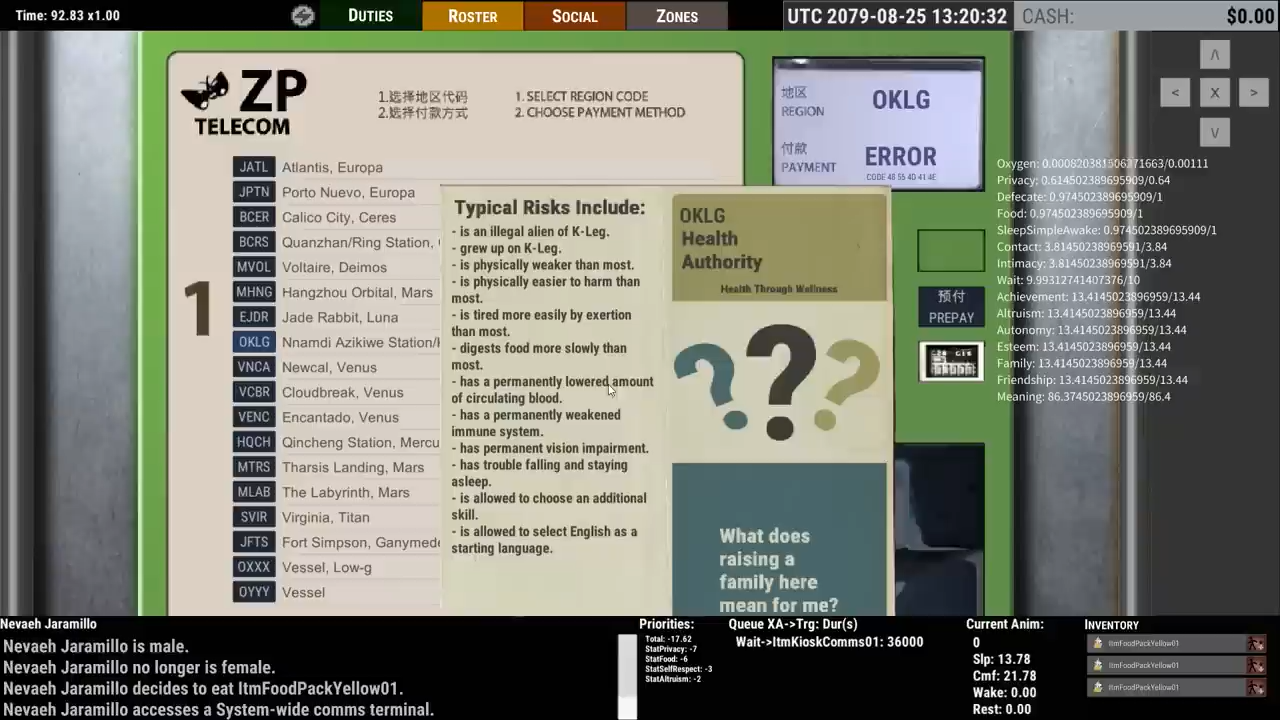 Time: 92.83 x1.00
DUTIES
ROSTER
SOCIAL
ZONES
UTC 2079-08-25 13:20:32
CASH:
$0.00
ZP
TELECOM
1.选择地区代码
2.选择付款方式
1. SELECT REGION CODE
2. CHOOSE PAYMENT METHOD
地区
REGION
OKLG
付款
PAYMENT
ERROR
CODE 48 55 4D 41 4E
<
X
>
1
JATL Atlantis, Europa
JPTN Porto Nuevo, Europa
BCER Calico City, Ceres
BCRS Quanzhan/Ring Station,
MVOL Voltaire, Deimos
MHNG Hangzhou Orbital, Mars
EJDR Jade Rabbit, Luna
OKLG Nnamdi Azikiwe Station/
VNCA Newcal, Venus
VCBR Cloudbreak, Venus
VENC Encantado, Venus
HQCH Qincheng Station, Mercu
MTRS Tharsis Landing, Mars
MLAB The Labyrinth, Mars
SVIR Virginia, Titan
JFTS Fort Simpson, Ganymede
OXXX Vessel, Low-g
OYYY Vessel
Typical Risks Include:
- is an illegal alien of K-Leg.
- grew up on K-Leg.
- is physically weaker than most.
- is physically easier to harm than
most.
- is tired more easily by exertion
than most.
- digests food more slowly than
most.
- has a permanently lowered amount
of circulating blood.
- has a permanently weakened
immune system.
- has permanent vision impairment.
- has trouble falling and staying
asleep.
- is allowed to choose an additional
skill.
- is allowed to select English as a
starting language.
OKLG
Health
Authority
Health Through Wellness
???
What does
raising a
family here
mean for me?
预付
PREPAY
Oxygen: 0.000820381506271663/0.00111
Privacy: 0.614502389695909/0.64
Defecate: 0.974502389695909/1
Food: 0.974502389695909/1
SleepSimpleAwake: 0.974502389695909/1
Contact: 3.81450238969591/3.84
Intimacy: 3.81450238969591/3.84
Wait: 9.99312741407376/10
Achievement: 13.4145023896959/13.44
Altruism: 13.4145023896959/13.44
Autonomy: 13.4145023896959/13.44
Esteem: 13.4145023896959/13.44
Family: 13.4145023896959/13.44
Friendship: 13.4145023896959/13.44
Meaning: 86.3745023896959/86.4
Nevaeh Jaramillo
Nevaeh Jaramillo is male.
Nevaeh Jaramillo no longer is female.
Nevaeh Jaramillo decides to eat ItmFoodPackYellow01.
Nevaeh Jaramillo accesses a System-wide comms terminal.
Priorities:
Total: -17.62
StatPrivacy: -7
StatFood: -6
StatSelfRespect: -3
StatAltruism: -2
Queue XA->Trg: Dur(s)
Wait->ItmKioskComms01: 36000
Current Anim:
0
Slp: 13.78
Cmf: 21.78
Wake: 0.00
Rest: 0.00
INVENTORY
ItmFoodPackYellow01
ItmFoodPackYellow01
ItmFoodPackYellow01